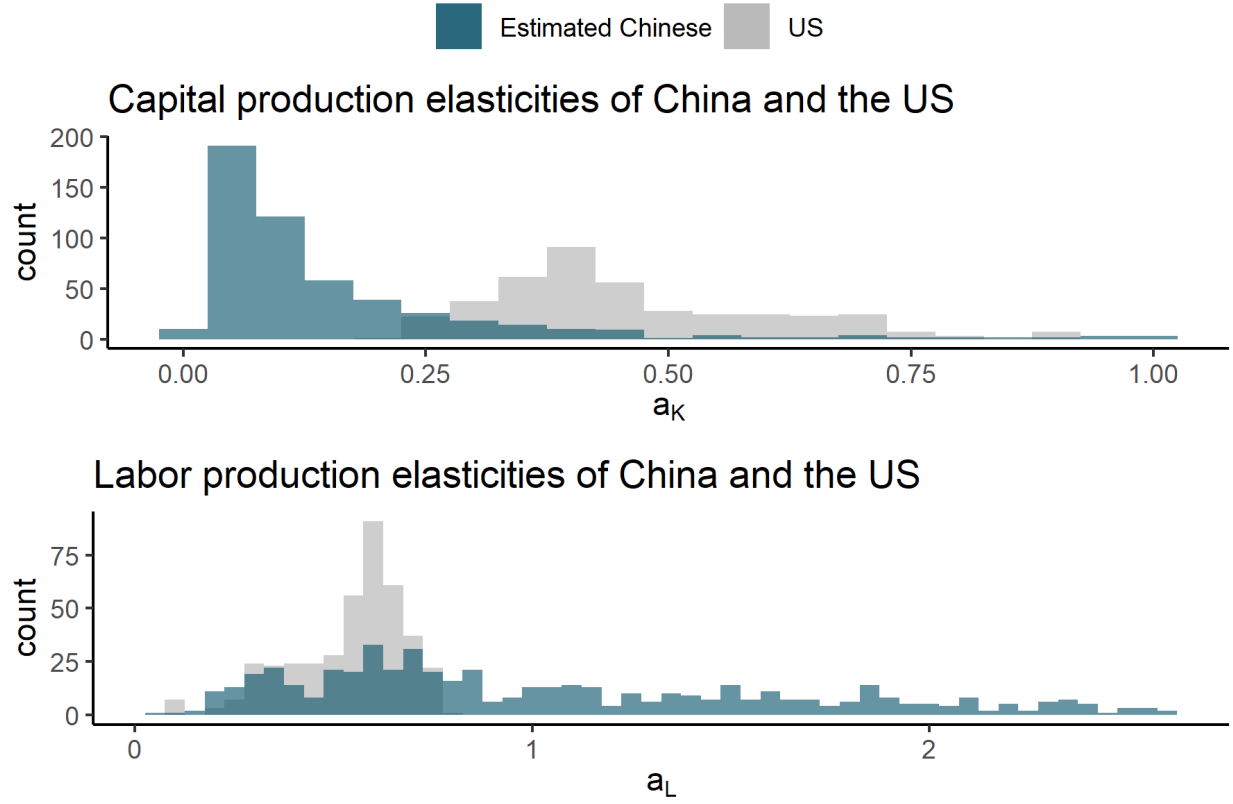 Estimated Chinese US
Capital production elasticities of China and the US
200
150
100
50
0
count
0.00 0.25 0.50 0.75 1.00
aK
Labor production elasticities of China and the US
75
50
25
0
count
0 1 2
aL